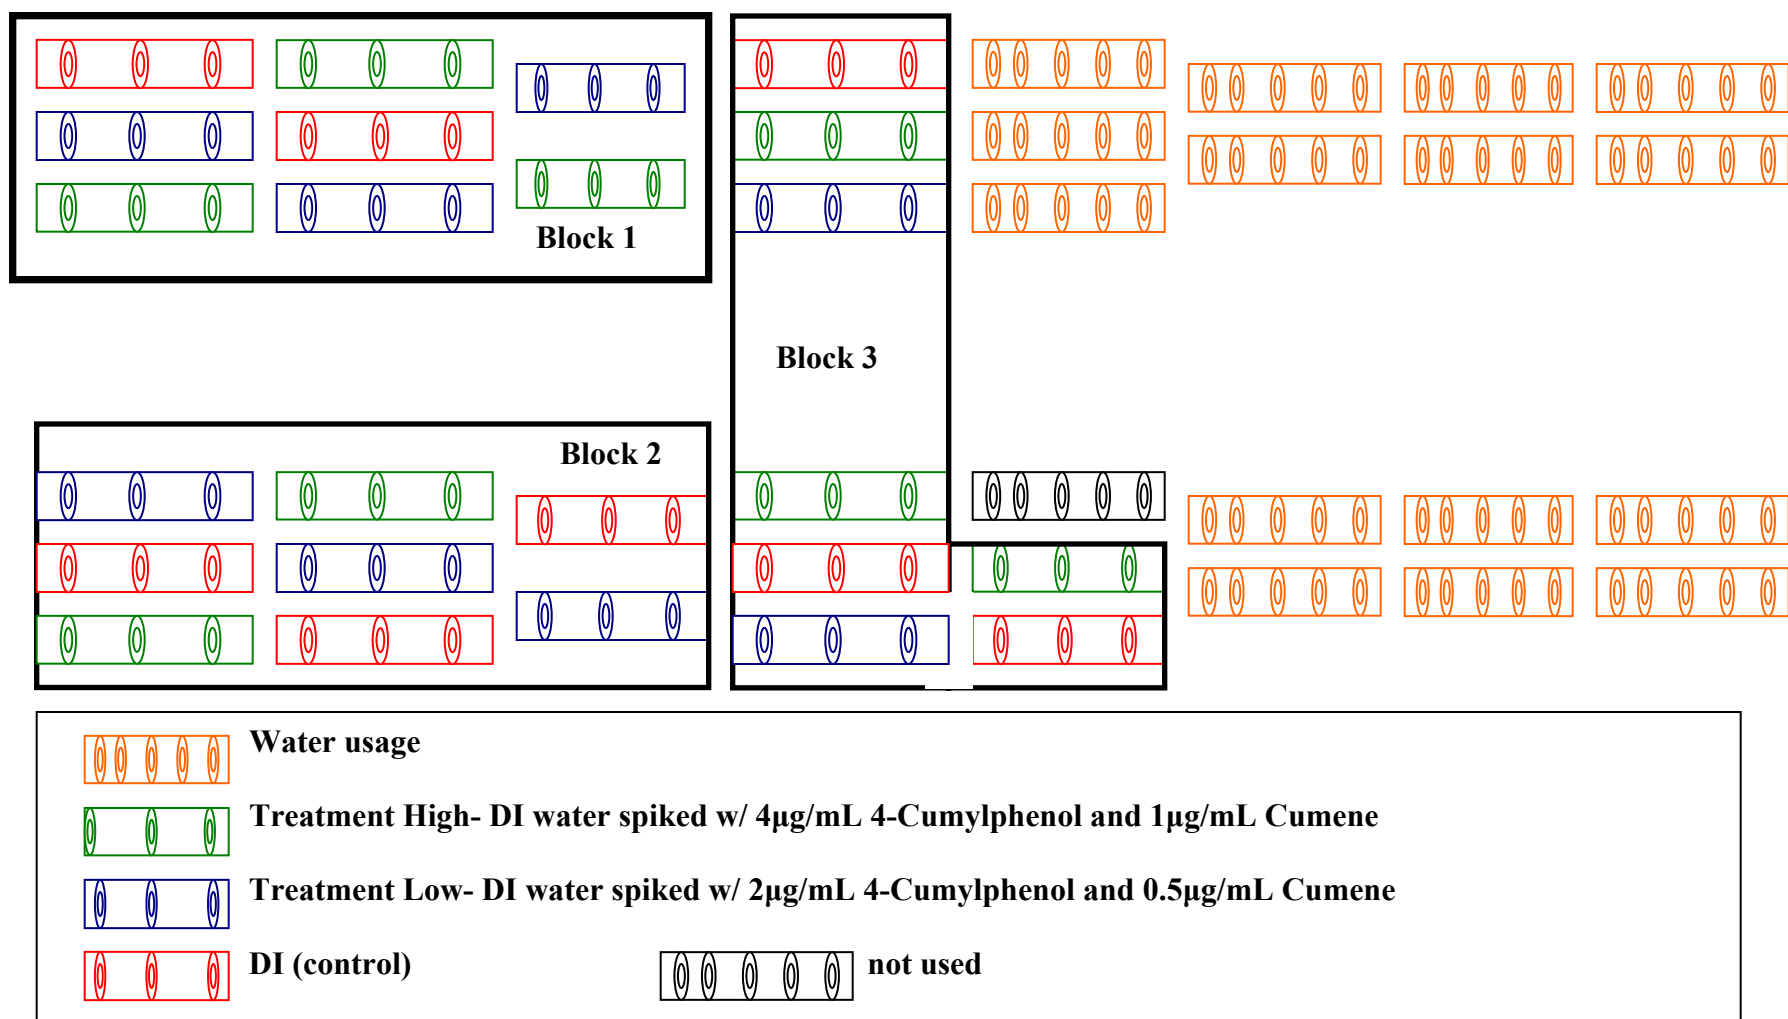 Block 1
Block 3
Block 2
Water usage
Treatment High- DI water spiked w/ 4µg/mL 4-Cumylphenol and 1µg/mL Cumene
Treatment Low- DI water spiked w/ 2µg/mL 4-Cumylphenol and 0.5µg/mL Cumene
DI (control) not used